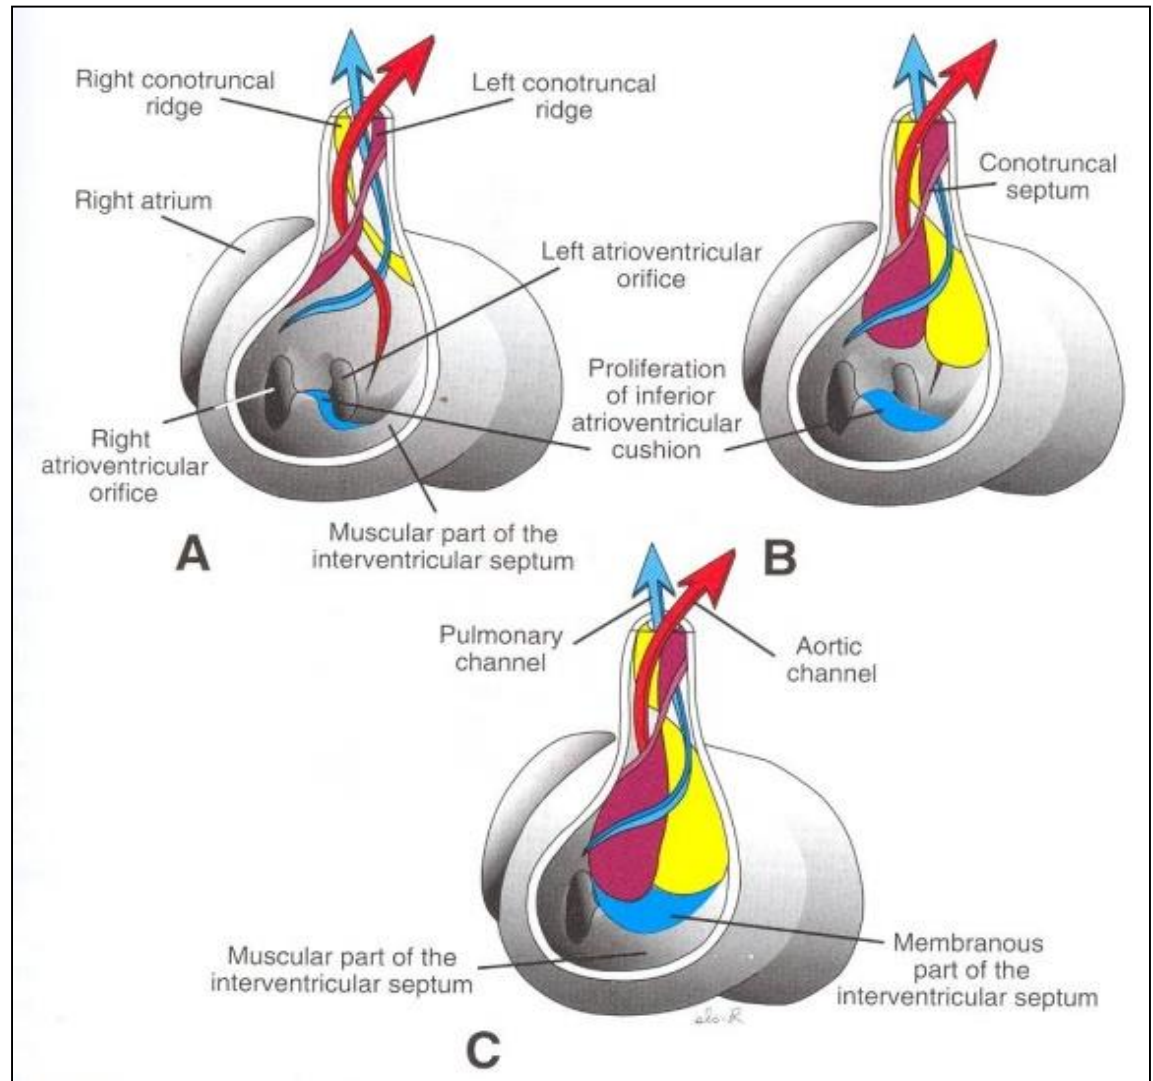 Right conotruncal
ridge
Left conotruncal
ridge
Right atrium
Left atrioventricular
orifice
Right
atrioventricular
orifice
Muscular part of the
interventricular septum
A
Conotruncal
septum
Proliferation
of inferior
atrioventricular
cushion
B
Pulmonary
channel
Aortic
channel
Muscular part of the
interventricular septum
Membranous
part of the
interventricular septum
C